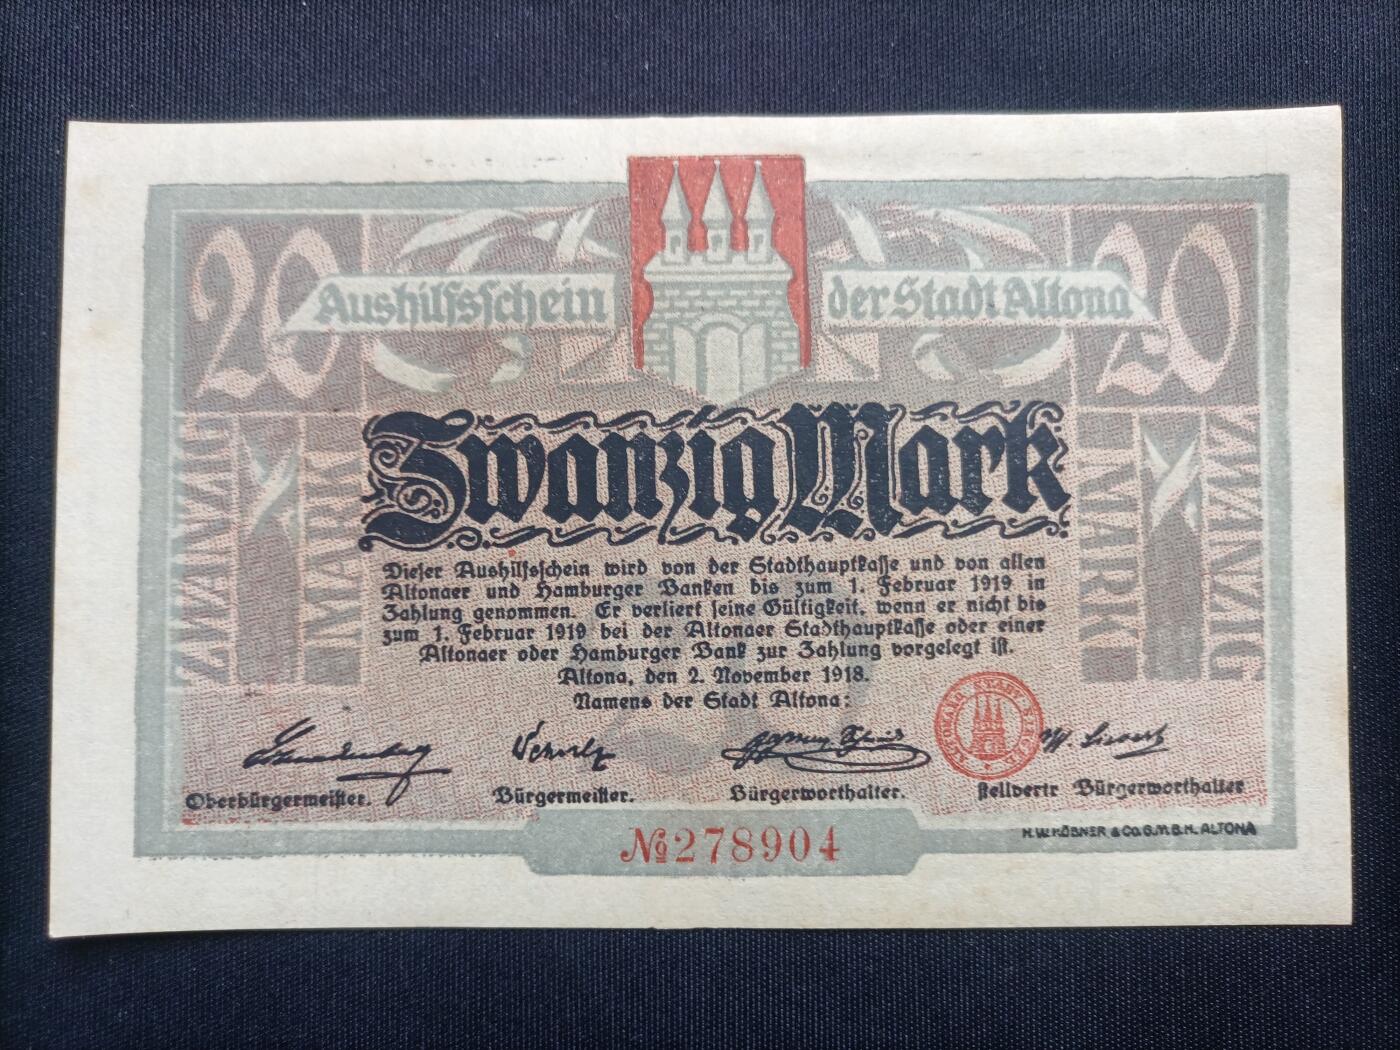 20 Aushilfsschein der Stadt Altona 20
Zwanzig Mark
ZWANZIG MARK MARK ZWANZIG
Dieser Aushilfsschein wird von der Stadthauptkasse und von allen
Altonaer und Hamburger Banken bis zum 1. Februar 1919 in
Zahlung genommen. Er verliert seine Gültigkeit, wenn er nicht bis
zum 1. Februar 1919 bei der Altonaer Stadthauptkasse oder einer
Altonaer oder Hamburger Bank zur Zahlung vorgelegt ist.
Altona, den 2. November 1918.
Namens der Stadt Altona:
Oberbürgermeister. Bürgermeister. Bürgerworthalter. stellvertr Bürgerworthalter
№ 278904
H.W.KÖBNER & CO.G.M.B.H. ALTONA